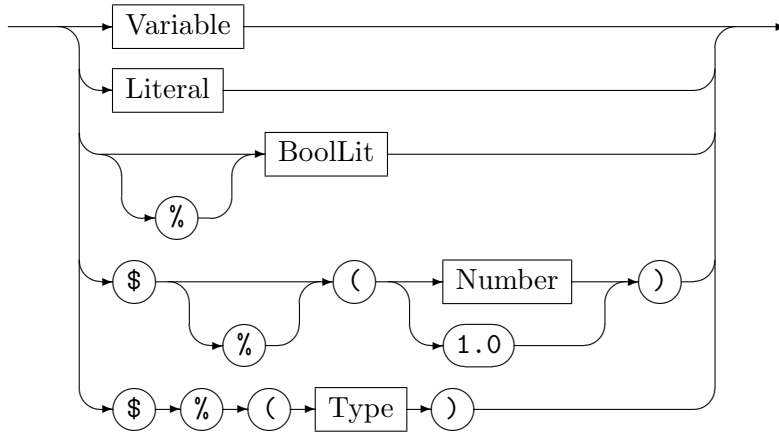 Variable
Literal
BoolLit
%
$ ( Number )
% 1.0
$ % ( Type )